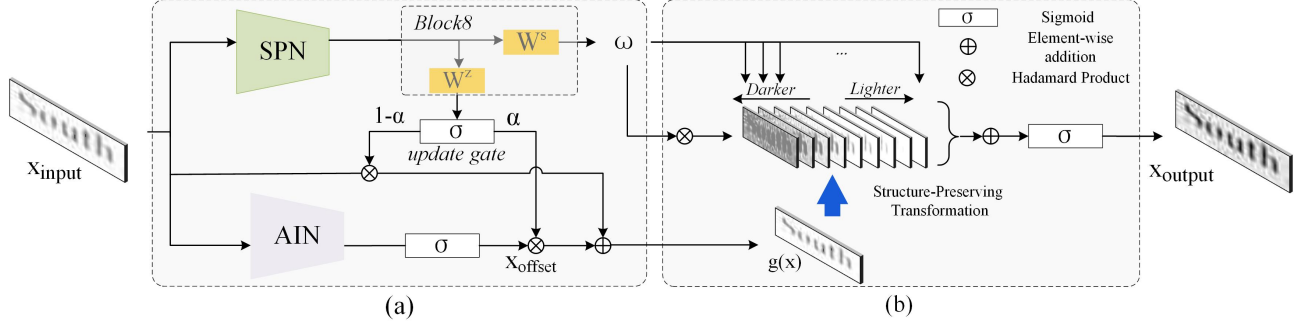 South
x_input
SPN
Block8
W^s
W^z
ω
1-α
σ
α
update gate
AIN
σ
x_offset
(a)
...
Darker
Lighter
South
Structure-Preserving
Transformation
South
g(x)
σ
Sigmoid
Element-wise
addition
Hadamard Product
σ
South
x_output
(b)